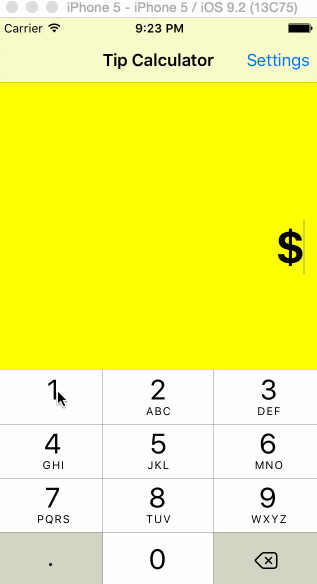 iPhone 5 - iPhone 5 / iOS 9.2 (13C75)
Carrier 9:23 PM
Tip Calculator Settings
$
1 2 3
ABC DEF
4 5 6
GHI JKL MNO
7 8 9
PQRS TUV WXYZ
. 0